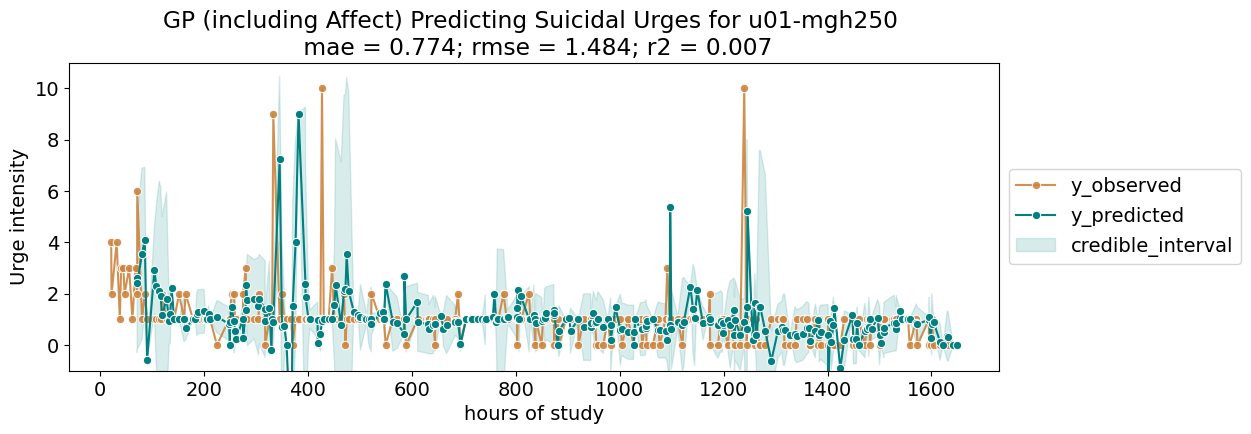 GP (including Affect) Predicting Suicidal Urges for u01-mgh250
mae = 0.774; rmse = 1.484; r2 = 0.007
10
8
6
4
2
0
Urge intensity
0 200 400 600 800 1000 1200 1400 1600
hours of study
y_observed
y_predicted
credible_interval